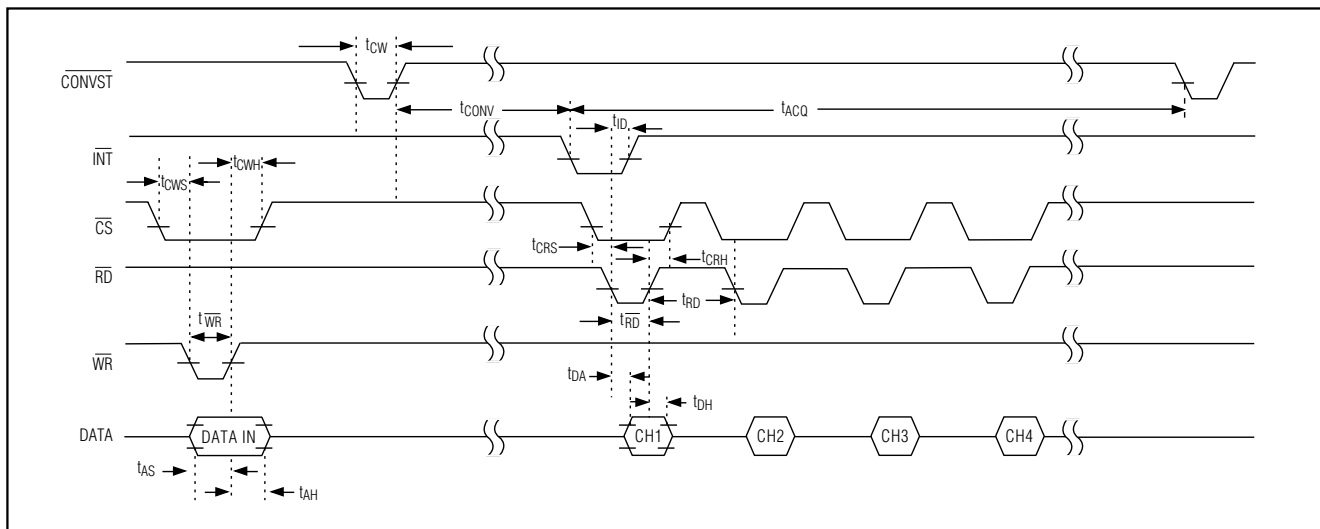 tCW
CONVST
tCONV
tACQ
tID
INT
tCWH
tCWS
CS
tCRS
tCRH
RD
tRD
tWR
tRD
WR
tDA
tDH
DATA
DATA IN
CH1
CH2
CH3
CH4
tAS
tAH